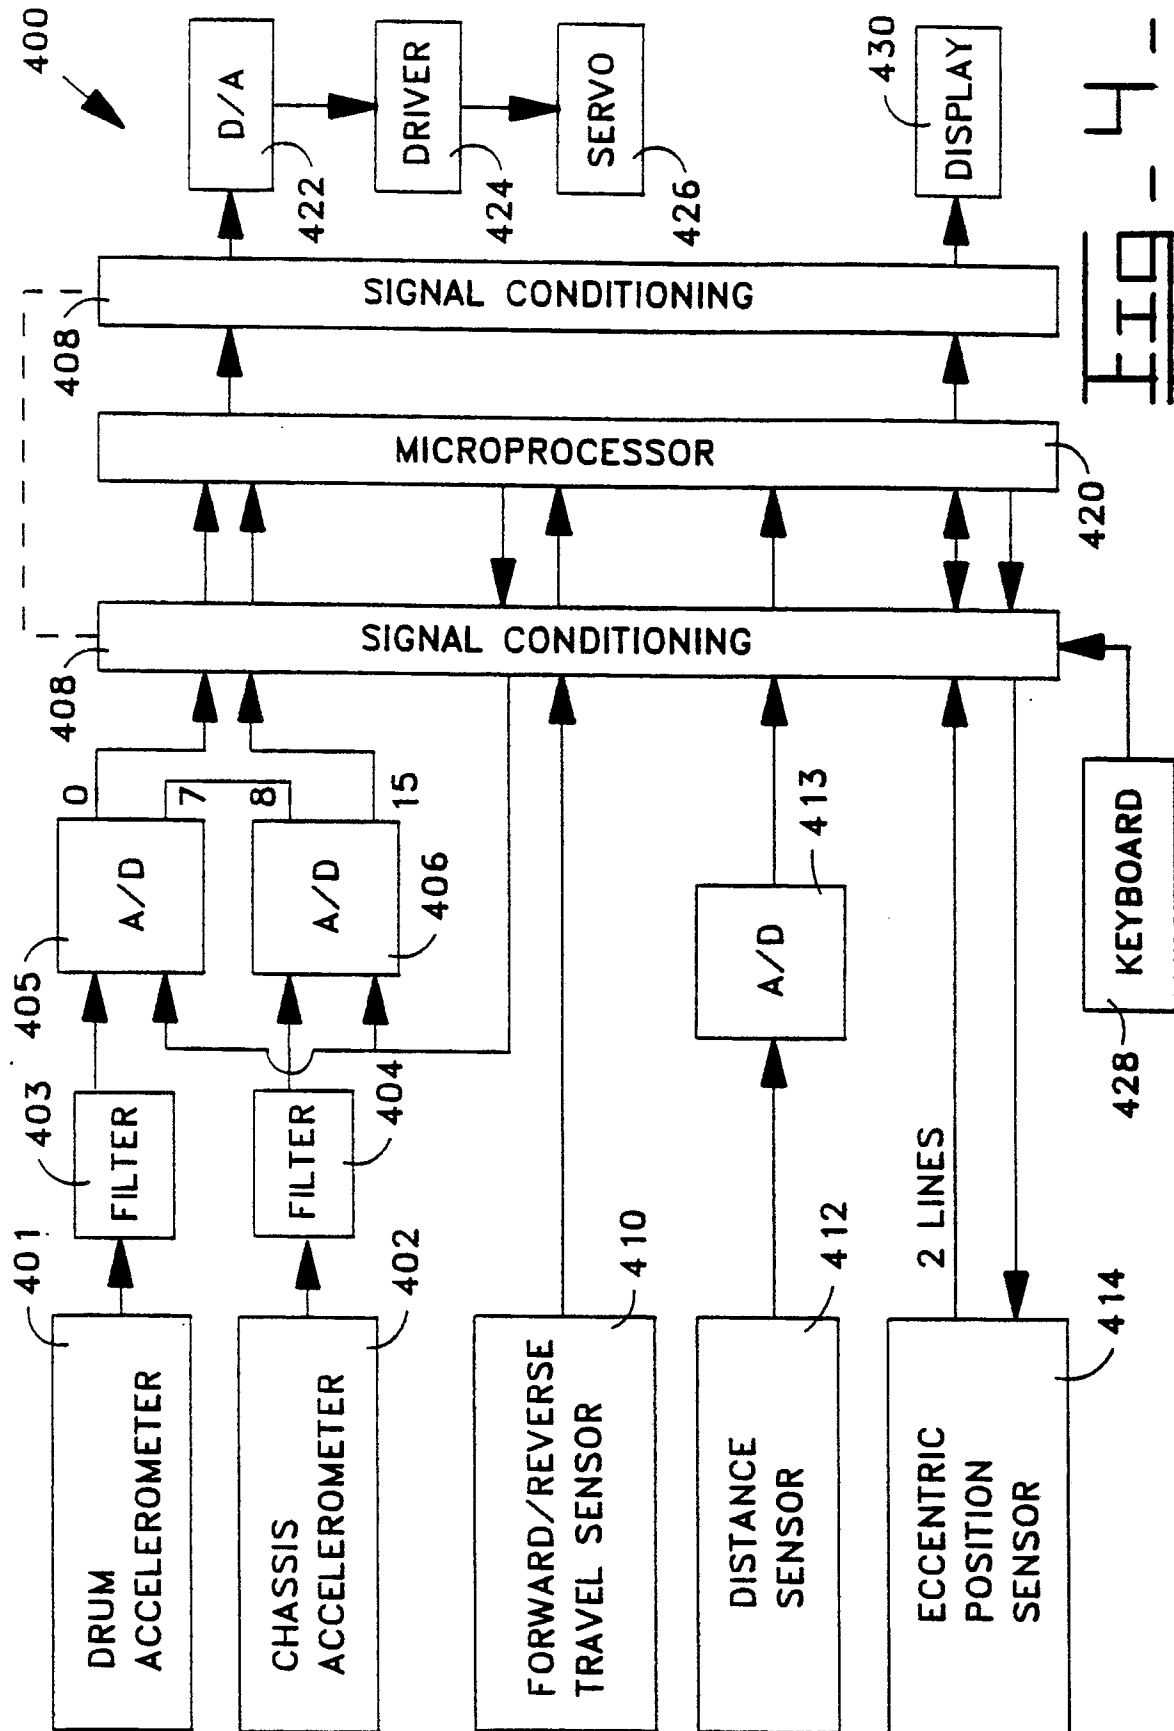 400
DRUM
ACCELEROMETER
401
FILTER
403
A/D
405
0
7
CHASSIS
ACCELEROMETER
402
FILTER
404
A/D
406
8
15
FORWARD/REVERSE
TRAVEL SENSOR
410
DISTANCE
SENSOR
412
A/D
413
ECCENTRIC
POSITION
SENSOR
414
2 LINES
KEYBOARD
428
SIGNAL CONDITIONING
408
MICROPROCESSOR
420
SIGNAL CONDITIONING
408
D/A
422
DRIVER
424
SERVO
426
DISPLAY
430
FIG-4-